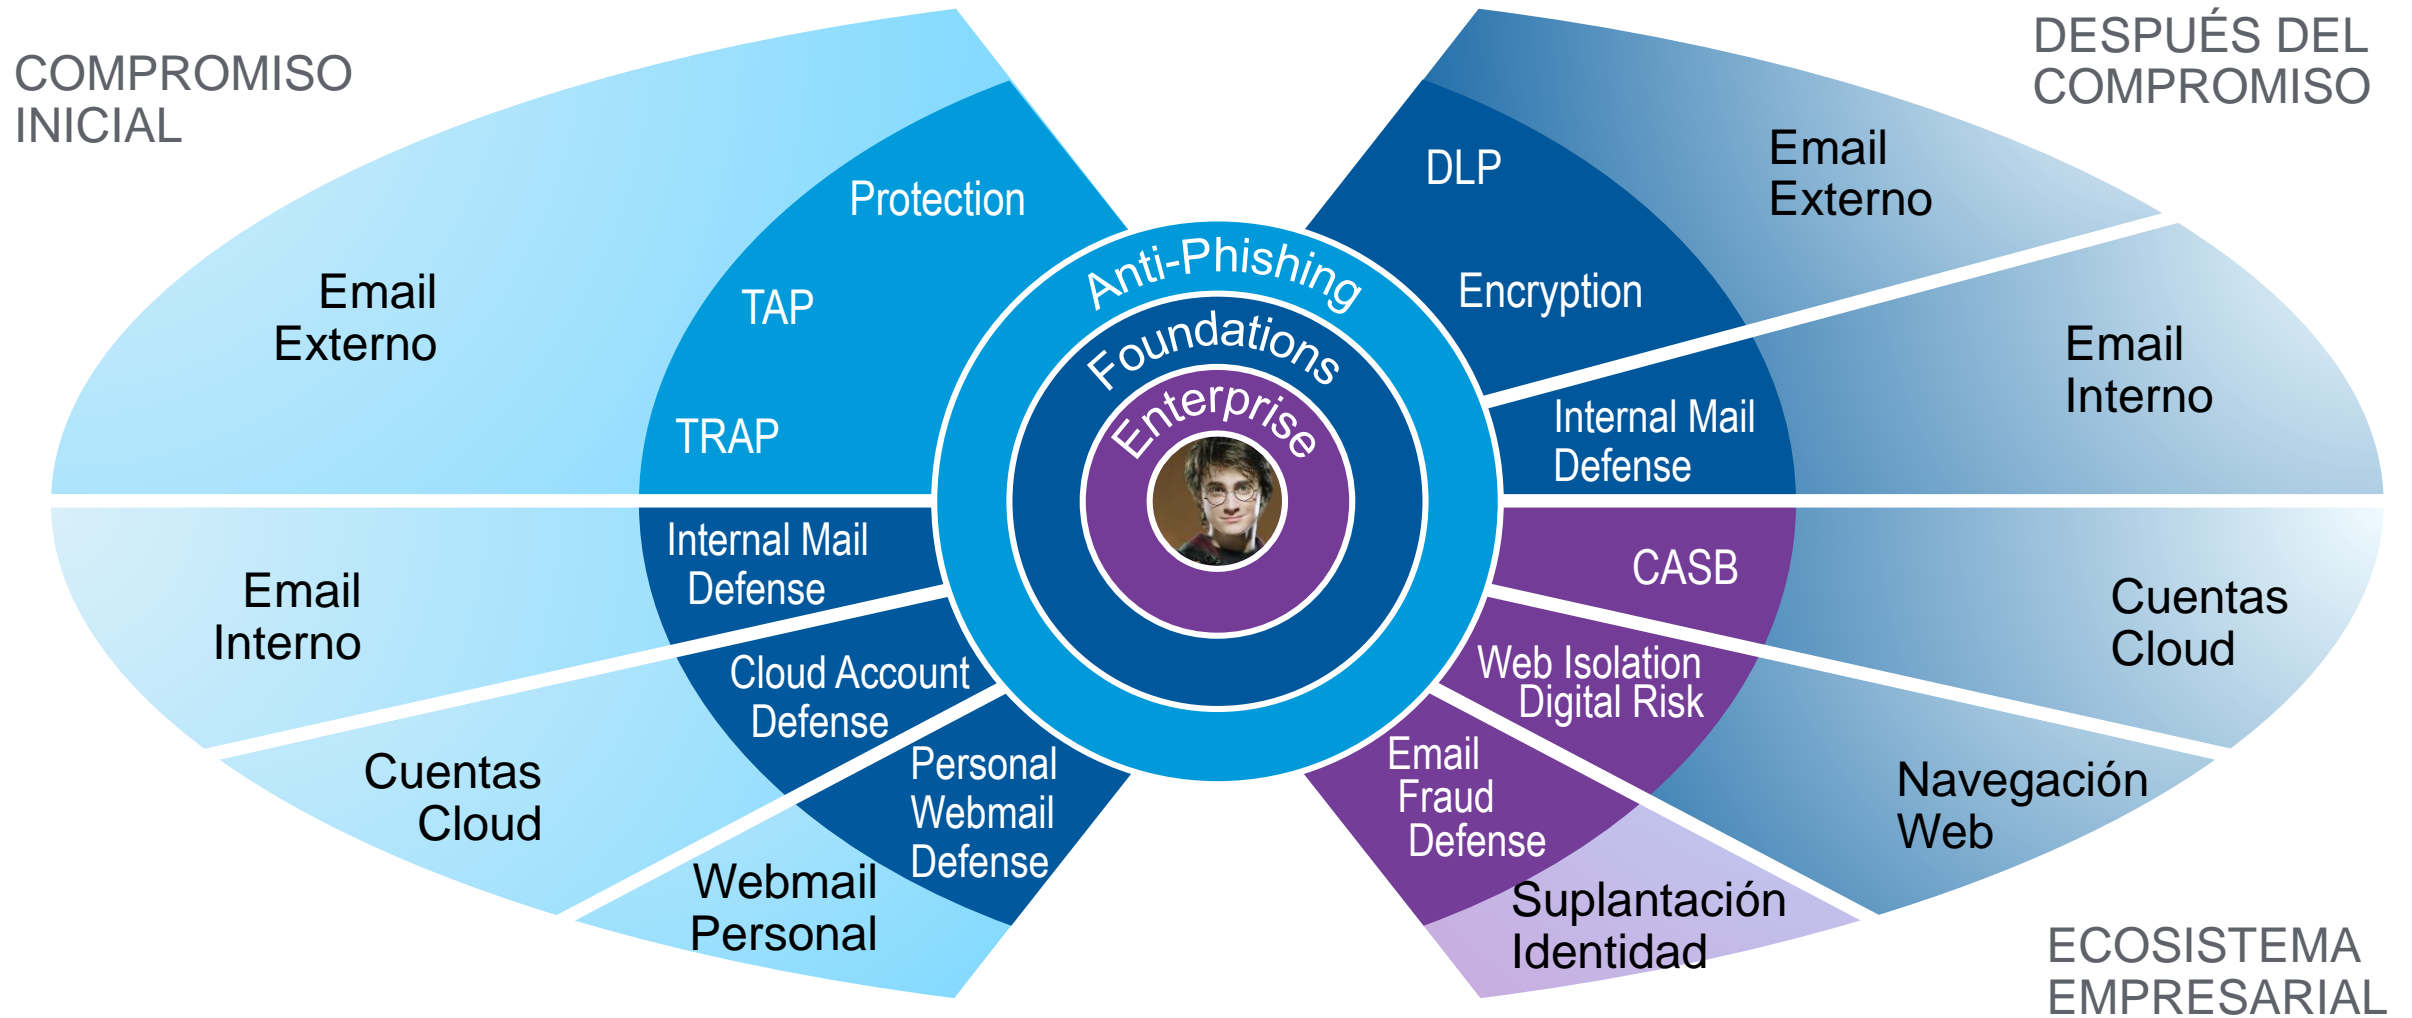 COMPROMISO
INICIAL
Email
Externo
Protection
TAP
TRAP
Email
Interno
Internal Mail
Defense
Cuentas
Cloud
Cloud Account
Defense
Webmail
Personal
Personal
Webmail
Defense
Anti-Phishing
Foundations
Enterprise
DESPUÉS DEL
COMPROMISO
DLP
Encryption
Email
Externo
Internal Mail
Defense
Email
Interno
CASB
Cuentas
Cloud
Web Isolation
Digital Risk
Navegación
Web
Email
Fraud
Defense
Suplantación
Identidad
ECOSISTEMA
EMPRESARIAL